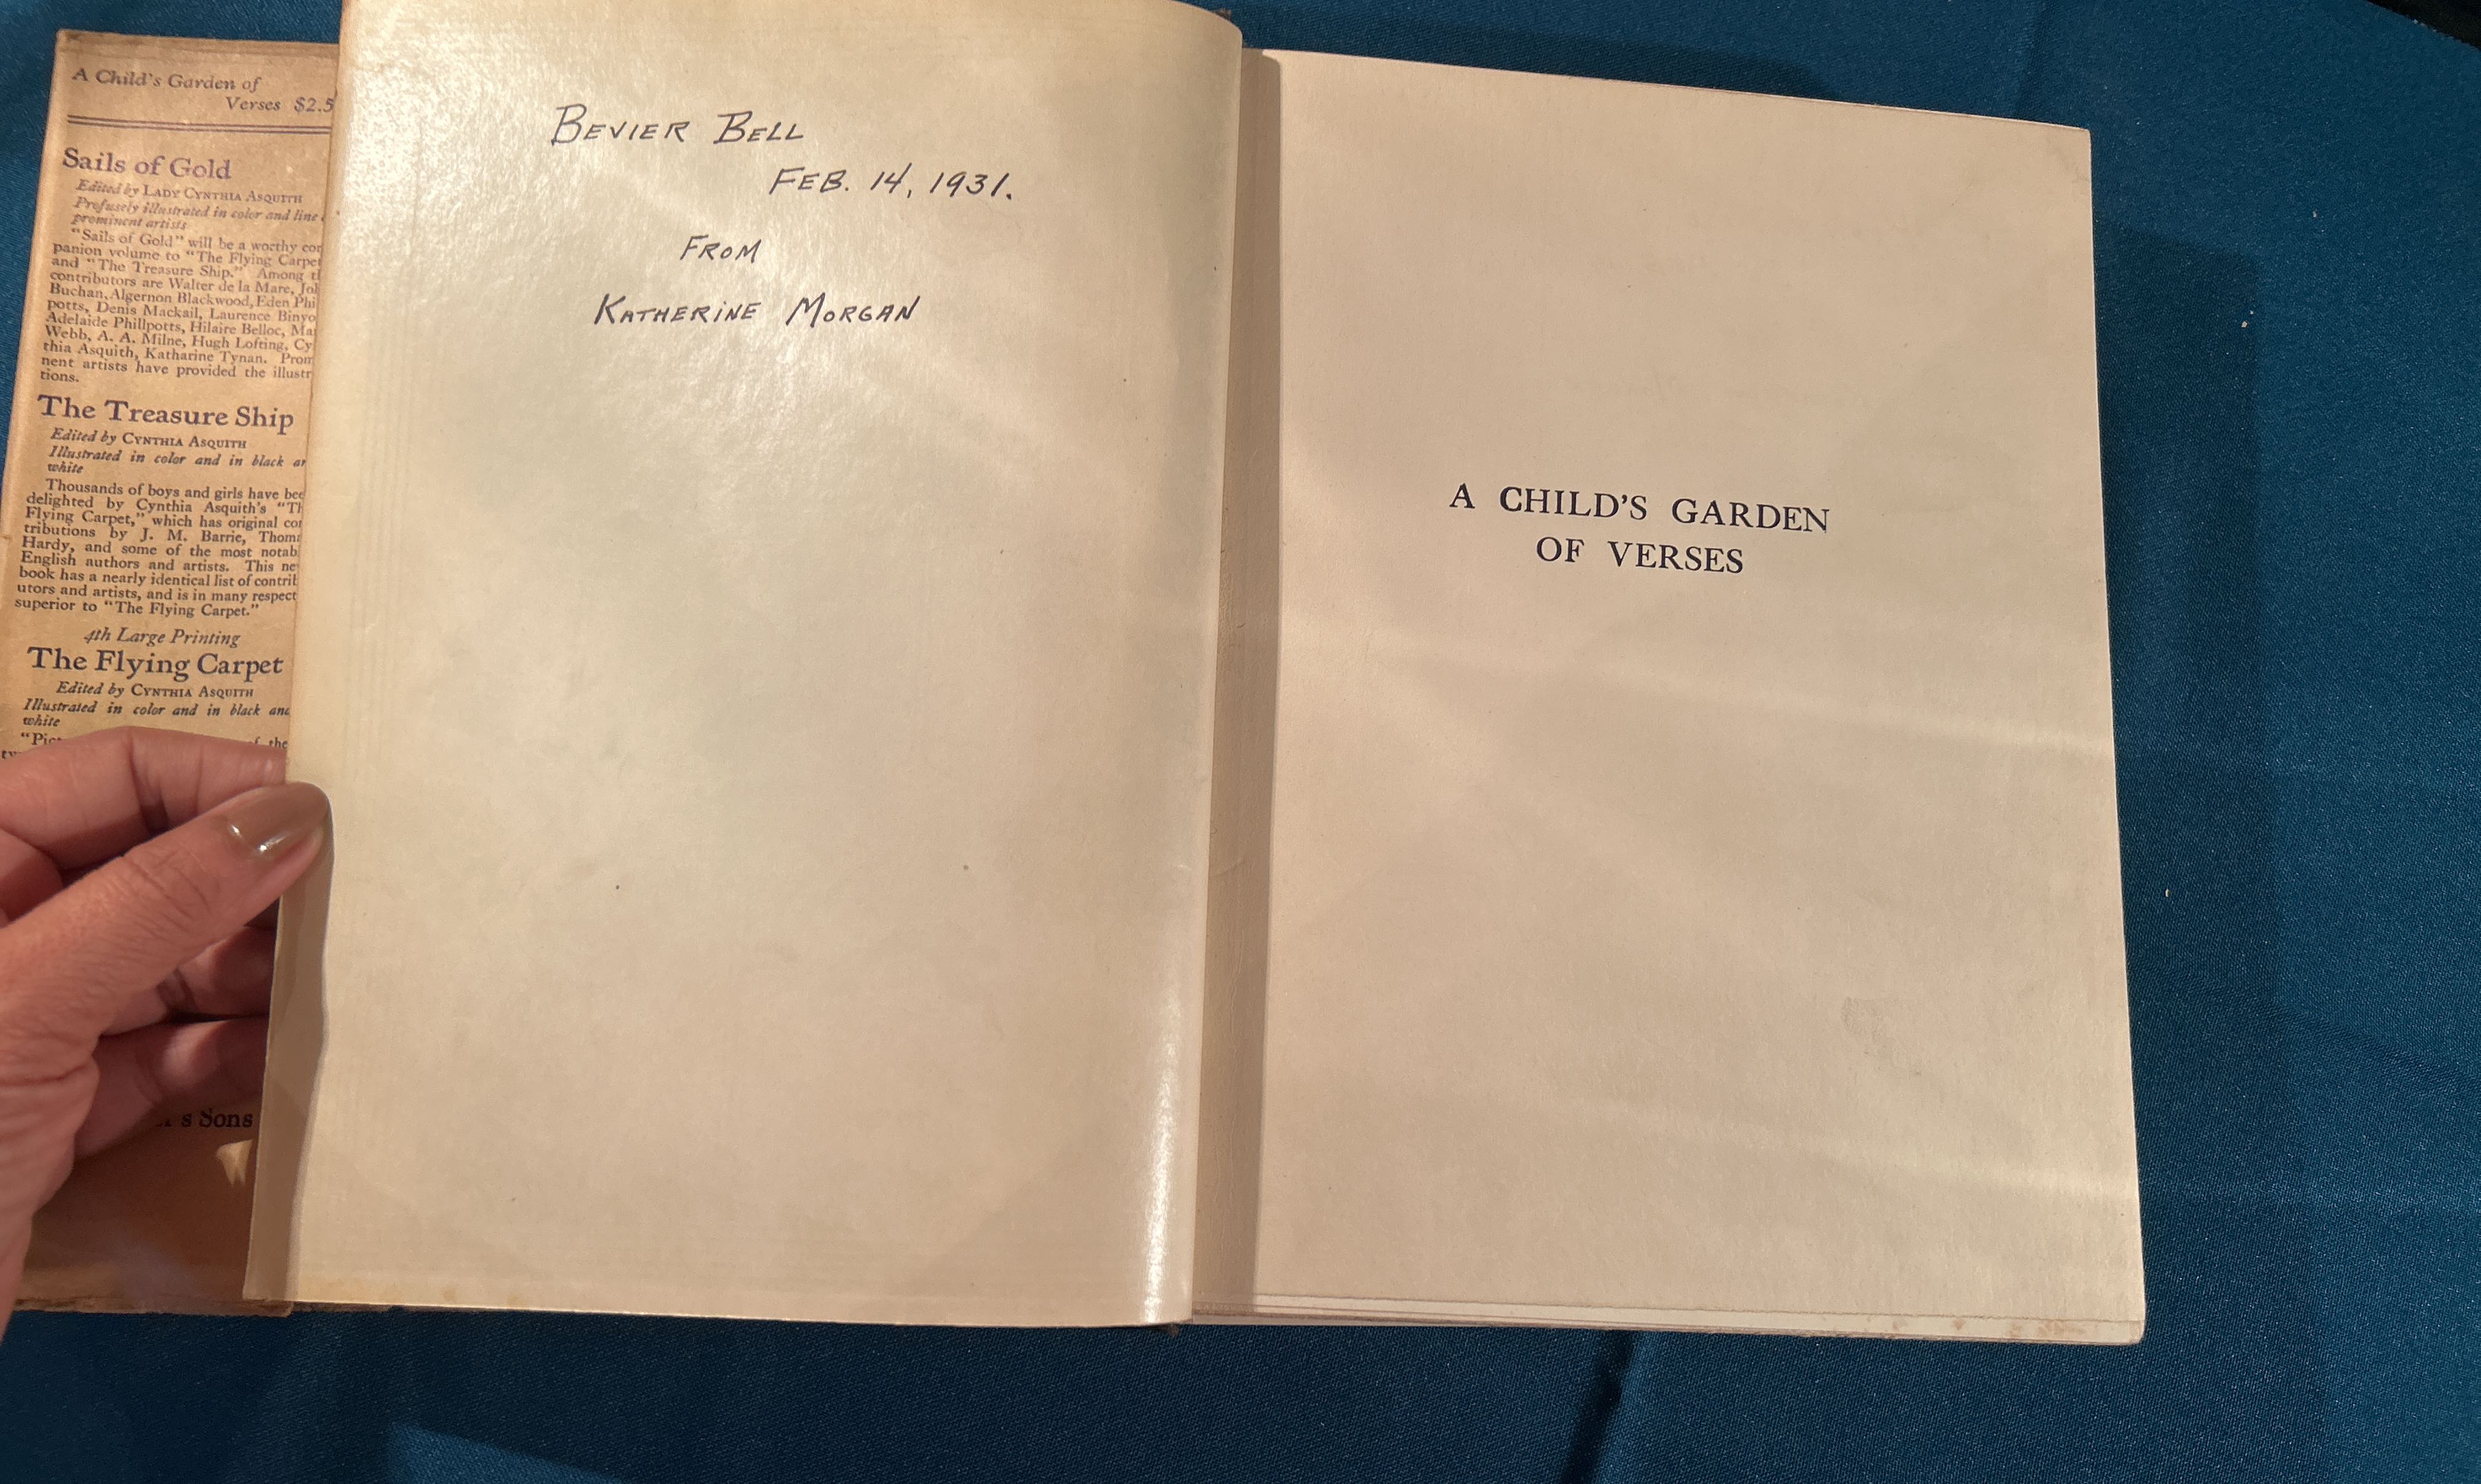 A Child's Garden of
Verses $2.5
Sails of Gold
Edited by LADY CYNTHIA ASQUITH
Profusely illustrated in color and line
prominent artists
"Sails of Gold" will be a worthy com
panion volume to "The Flying Carpet
and "The Treasure Ship." Among
contributors are Walter de la Mare,
Buchan, Algernon Blackwood, Eden Phi
potts, Denis Mackail, Laurence Binyo
Adelaide Phillpotts, Hilaire Belloc, Ma
Webb, A. A. Milne, Hugh Lofting, Cy
thia Asquith, Katharine Tynan. Prom
nent artists have provided the illustr
tions.
The Treasure Ship
Edited by CYNTHIA ASQUITH
Illustrated in color and in black an
white
Thousands of boys and girls have bee
delighted by Cynthia Asquith's "Th
Flying Carpet," which has original con
tributions by J. M. Barrie, Thoma
Hardy, and some of the most notab
English authors and artists. This ne
book has a nearly identical list of contrib
utors and artists, and is in many respect
superior to "The Flying Carpet."
4th Large Printing
The Flying Carpet
Edited by CYNTHIA ASQUITH
Illustrated in color and in black and
white
"Pic of the
's Sons
BEVIER BELL
FEB. 14, 1931.
FROM
KATHERINE MORGAN
A CHILD'S GARDEN
OF VERSES